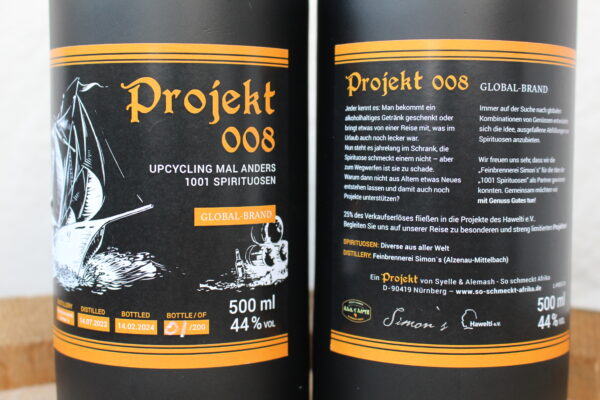 Projekt
008
UPCYCLING MAL ANDERS
1001 SPIRITUOSEN
GLOBAL-BRAND
DISTILLED
BOTTLED
BOTTLE/OF
14.02.2024
/200
500 ml
44% VOL
Projekt 008 GLOBAL-BRAND
Jeder kennt es: Man bekommt ein
alkoholhaltiges Getränk geschenkt oder
bringt etwas von einer Reise mit, was im
Urlaub auch noch lecker war.
Nun steht es jahrelang im Schrank, die
Spirituose schmeckt einem nicht – aber
zum Wegwerfen ist sie zu schade.
Warum dann nicht aus Altem etwas Neues
entstehen lassen und damit auch noch
Projekte unterstützen?
Immer auf der Suche nach globalen
Kombinationen von Genüssen
sich die Idee, ausgefallene
Spirituosen anzubieten.
Wir freuen uns sehr, dass wir die
„Feinbrennerei Simon´s" für die Idee der
„1001 Spirituosen" als Partner gewinnen
konnten. Gemeinsam möchten wir
mit Genuss Gutes tun!
25% des Verkaufserlöses fließen in die Projekte des Hawelti e.V.
Begleiten Sie uns auf unserer Reise zu besonderen und streng limitierten
SPIRITUOSEN: Diverse aus aller Welt
DISTILLERY: Feinbrennerei Simon´s (Alzenau-Mittelbach)
Ein Projekt von Syelle & Alemash - So schmeckt Afrika
D-90419 Nürnberg – www.so-schmeckt-afrika.de
Simon´s
Hawelti e.V.
500 ml
44% VOL